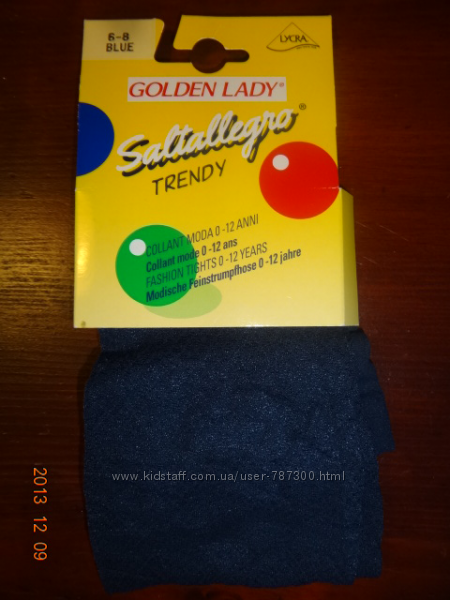 6-8
BLUE
LYCRA
GOLDEN LADY®
Saltallegro®
TRENDY
COLLANT MODA 0-12 ANNI
Collant mode 0-12 ans
FASHION TIGHTS 0-12 YEARS
Modische Feinstrumpfhose 0-12 jahre
www.kidstaff.com.ua/user-787300.html
2013 12 09